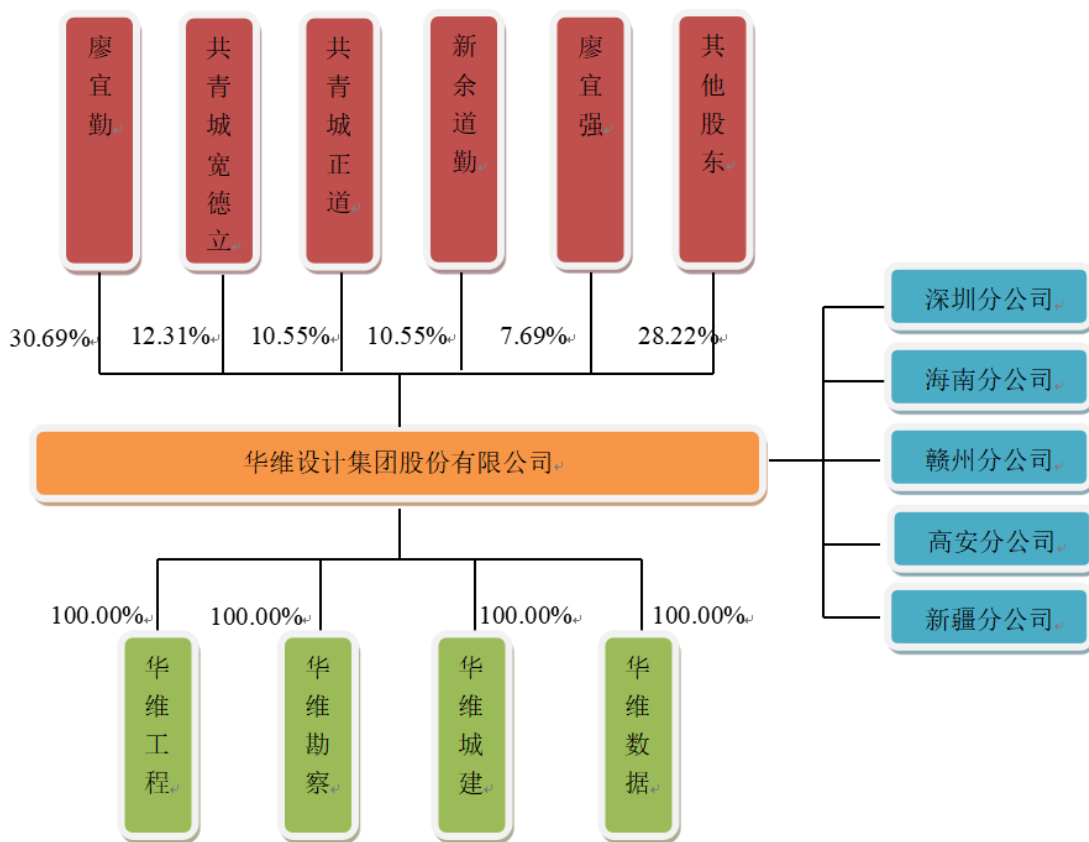 廖宜勤
共青城宽德立
共青城正道
新余道勤
廖宜强
其他股东
30.69%
12.31%
10.55%
10.55%
7.69%
28.22%
华维设计集团股份有限公司
深圳分公司
海南分公司
赣州分公司
高安分公司
新疆分公司
100.00%
100.00%
100.00%
100.00%
华维工程
华维勘察
华维城建
华维数据